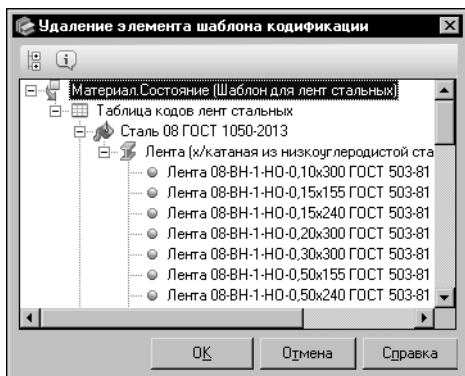 Удаление элемента шаблона кодификации
Материал.Состояние (Шаблон для лент стальных)
Таблица кодов лент стальных
Сталь 08 ГОСТ 1050-2013
Лента (х/катаная из низкоуглеродистой ста
Лента 08-ВН-1-НО-0,10х300 ГОСТ 503-81
Лента 08-ВН-1-НО-0,15х155 ГОСТ 503-81
Лента 08-ВН-1-НО-0,15х240 ГОСТ 503-81
Лента 08-ВН-1-НО-0,20х300 ГОСТ 503-81
Лента 08-ВН-1-НО-0,30х300 ГОСТ 503-81
Лента 08-ВН-1-НО-0,50х155 ГОСТ 503-81
Лента 08-ВН-1-НО-0,50х240 ГОСТ 503-81
ОК Отмена Справка